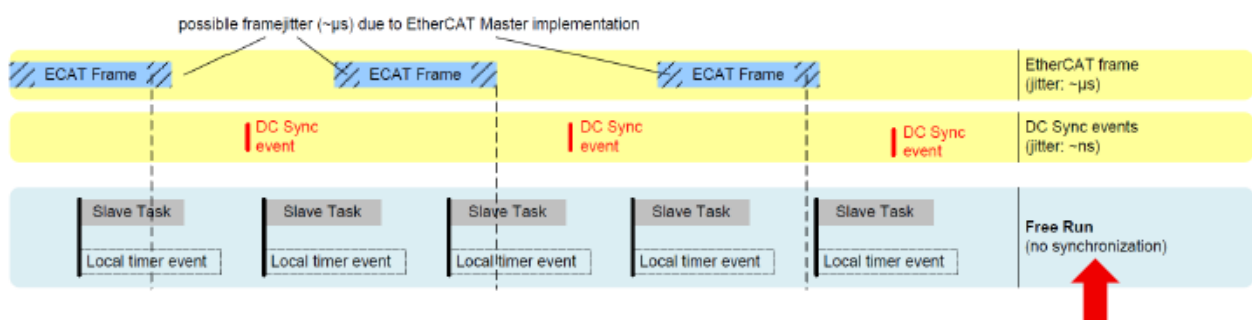 possible framejitter (~µs) due to EtherCAT Master implementation
ECAT Frame
ECAT Frame
ECAT Frame
EtherCAT frame
(jitter: ~µs)
DC Sync
event
DC Sync
event
DC Sync
event
DC Sync events
(jitter: ~ns)
Slave Task
Slave Task
Slave Task
Slave Task
Slave Task
Local timer event
Local timer event
Local timer event
Local timer event
Local timer event
Free Run
(no synchronization)